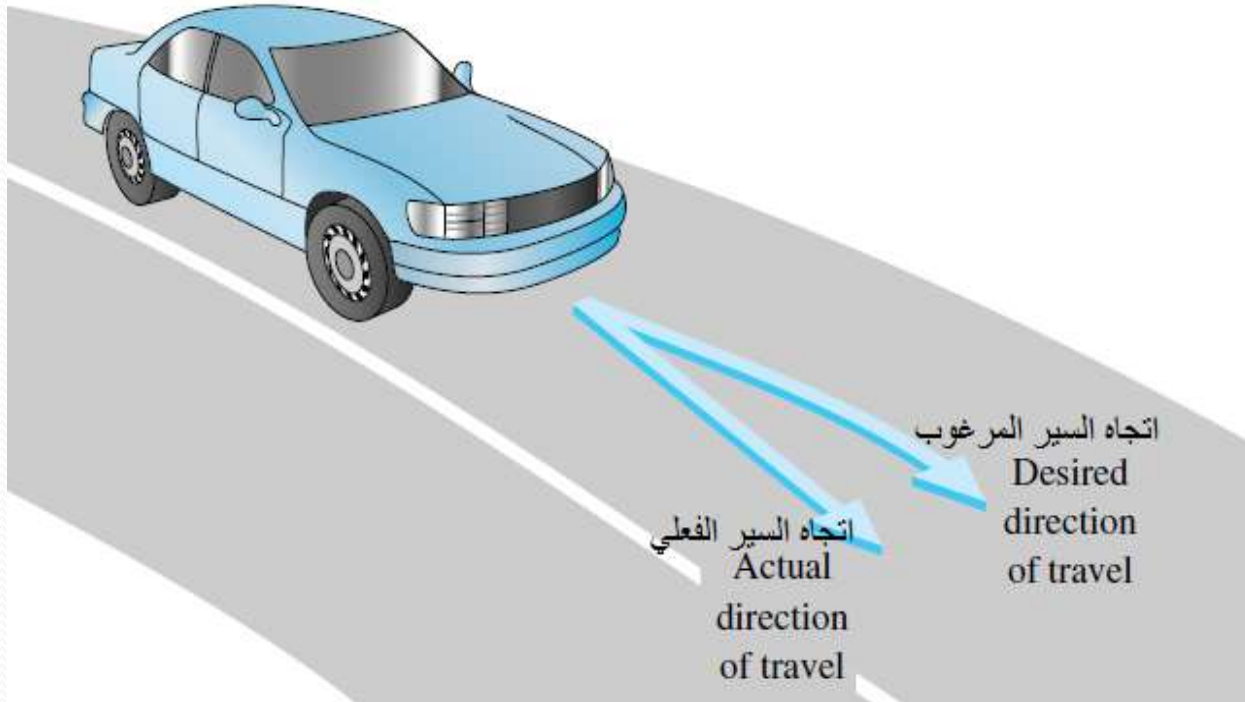 اتجاه السير المرغوب
Desired
direction
of travel
اتجاه السير الفعلي
Actual
direction
of travel